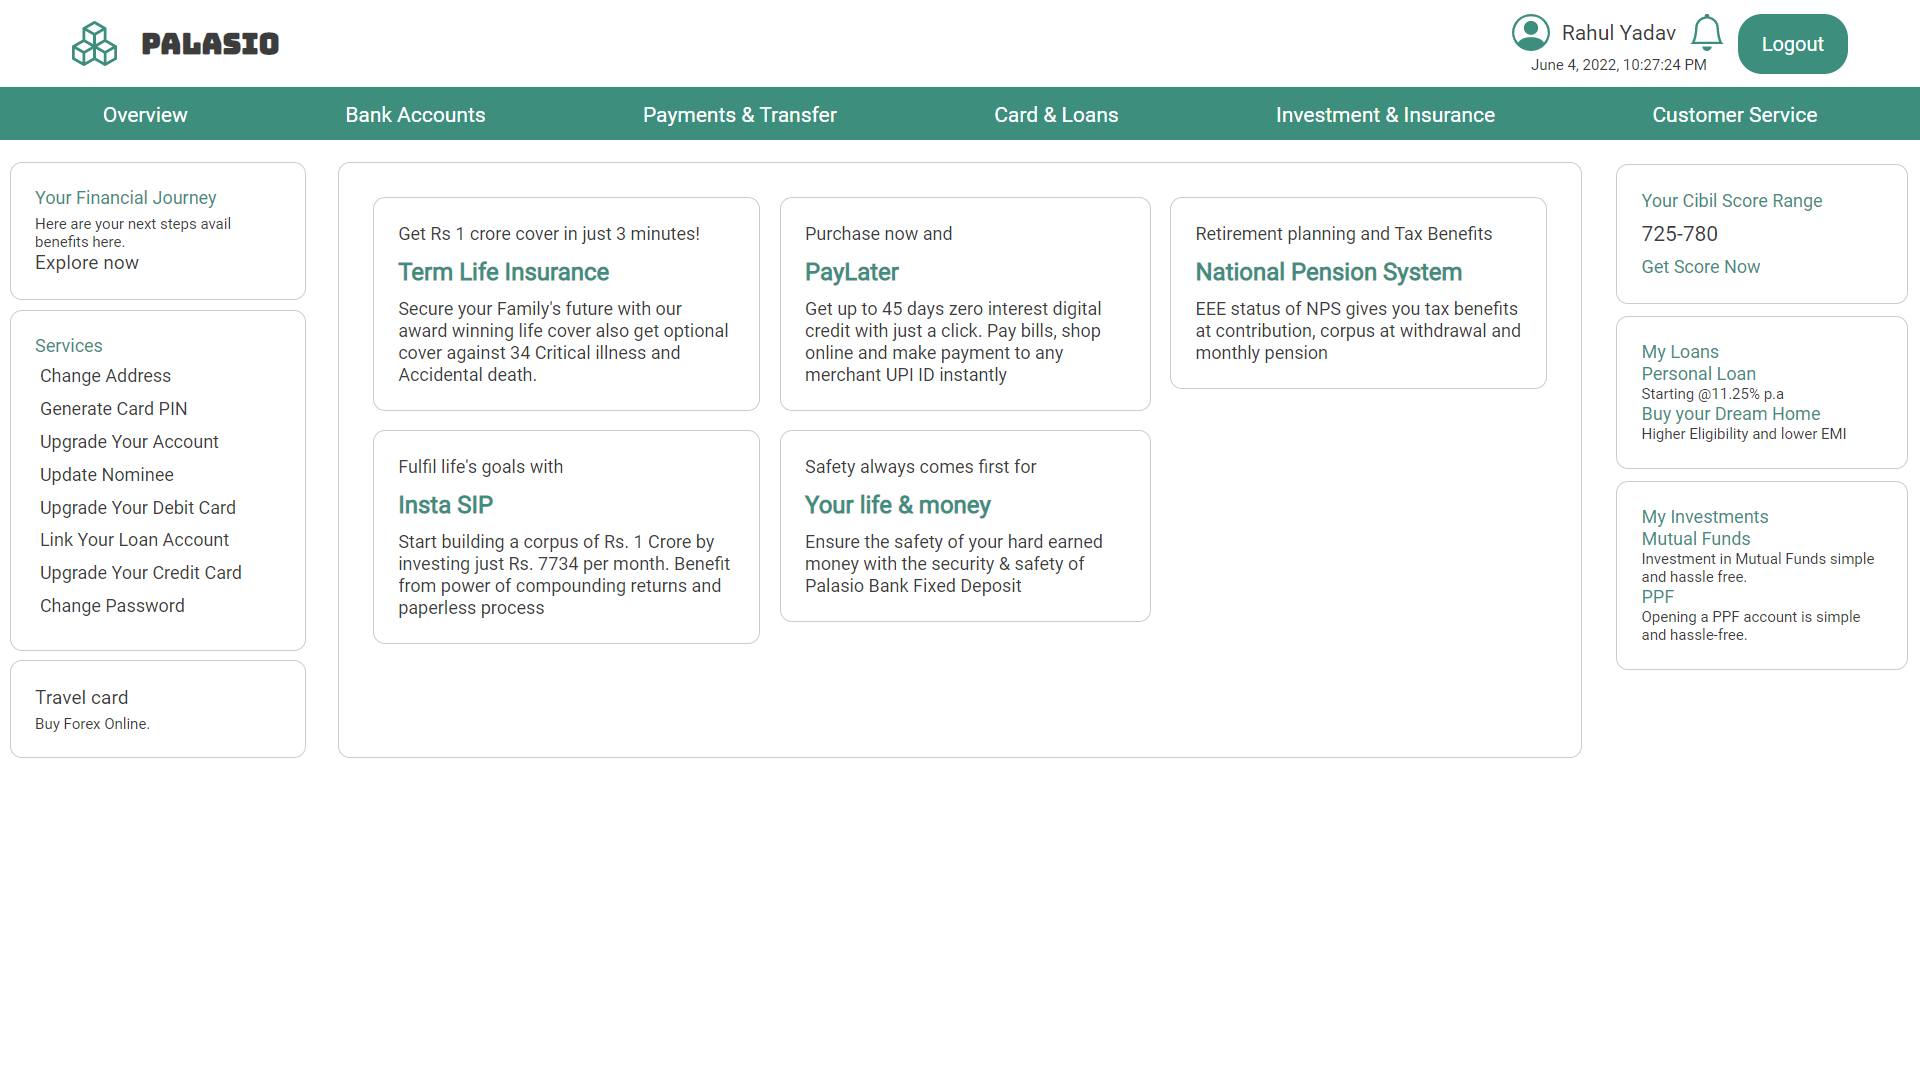 PALASIO
Rahul Yadav
June 4, 2022, 10:27:24 PM
Logout
Overview
Bank Accounts
Payments & Transfer
Card & Loans
Investment & Insurance
Customer Service
Your Financial Journey
Here are your next steps avail
benefits here.
Explore now
Services
Change Address
Generate Card PIN
Upgrade Your Account
Update Nominee
Upgrade Your Debit Card
Link Your Loan Account
Upgrade Your Credit Card
Change Password
Travel card
Buy Forex Online.
Get Rs 1 crore cover in just 3 minutes!
Term Life Insurance
Secure your Family's future with our
award winning life cover also get optional
cover against 34 Critical illness and
Accidental death.
Purchase now and
PayLater
Get up to 45 days zero interest digital
credit with just a click. Pay bills, shop
online and make payment to any
merchant UPI ID instantly
Retirement planning and Tax Benefits
National Pension System
EEE status of NPS gives you tax benefits
at contribution, corpus at withdrawal and
monthly pension
Fulfil life's goals with
Insta SIP
Start building a corpus of Rs. 1 Crore by
investing just Rs. 7734 per month. Benefit
from power of compounding returns and
paperless process
Safety always comes first for
Your life & money
Ensure the safety of your hard earned
money with the security & safety of
Palasio Bank Fixed Deposit
Your Cibil Score Range
725-780
Get Score Now
My Loans
Personal Loan
Starting @11.25% p.a
Buy your Dream Home
Higher Eligibility and lower EMI
My Investments
Mutual Funds
Investment in Mutual Funds simple
and hassle free.
PPF
Opening a PPF account is simple
and hassle-free.